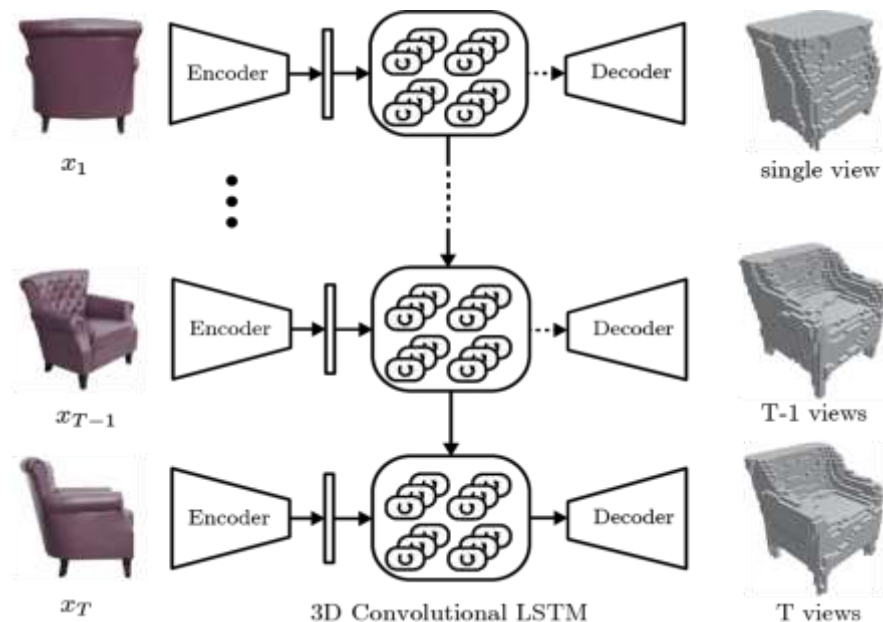 Encoder
Decoder
x1
single view
Encoder
Decoder
xT−1
T-1 views
Encoder
Decoder
xT
3D Convolutional LSTM
T views